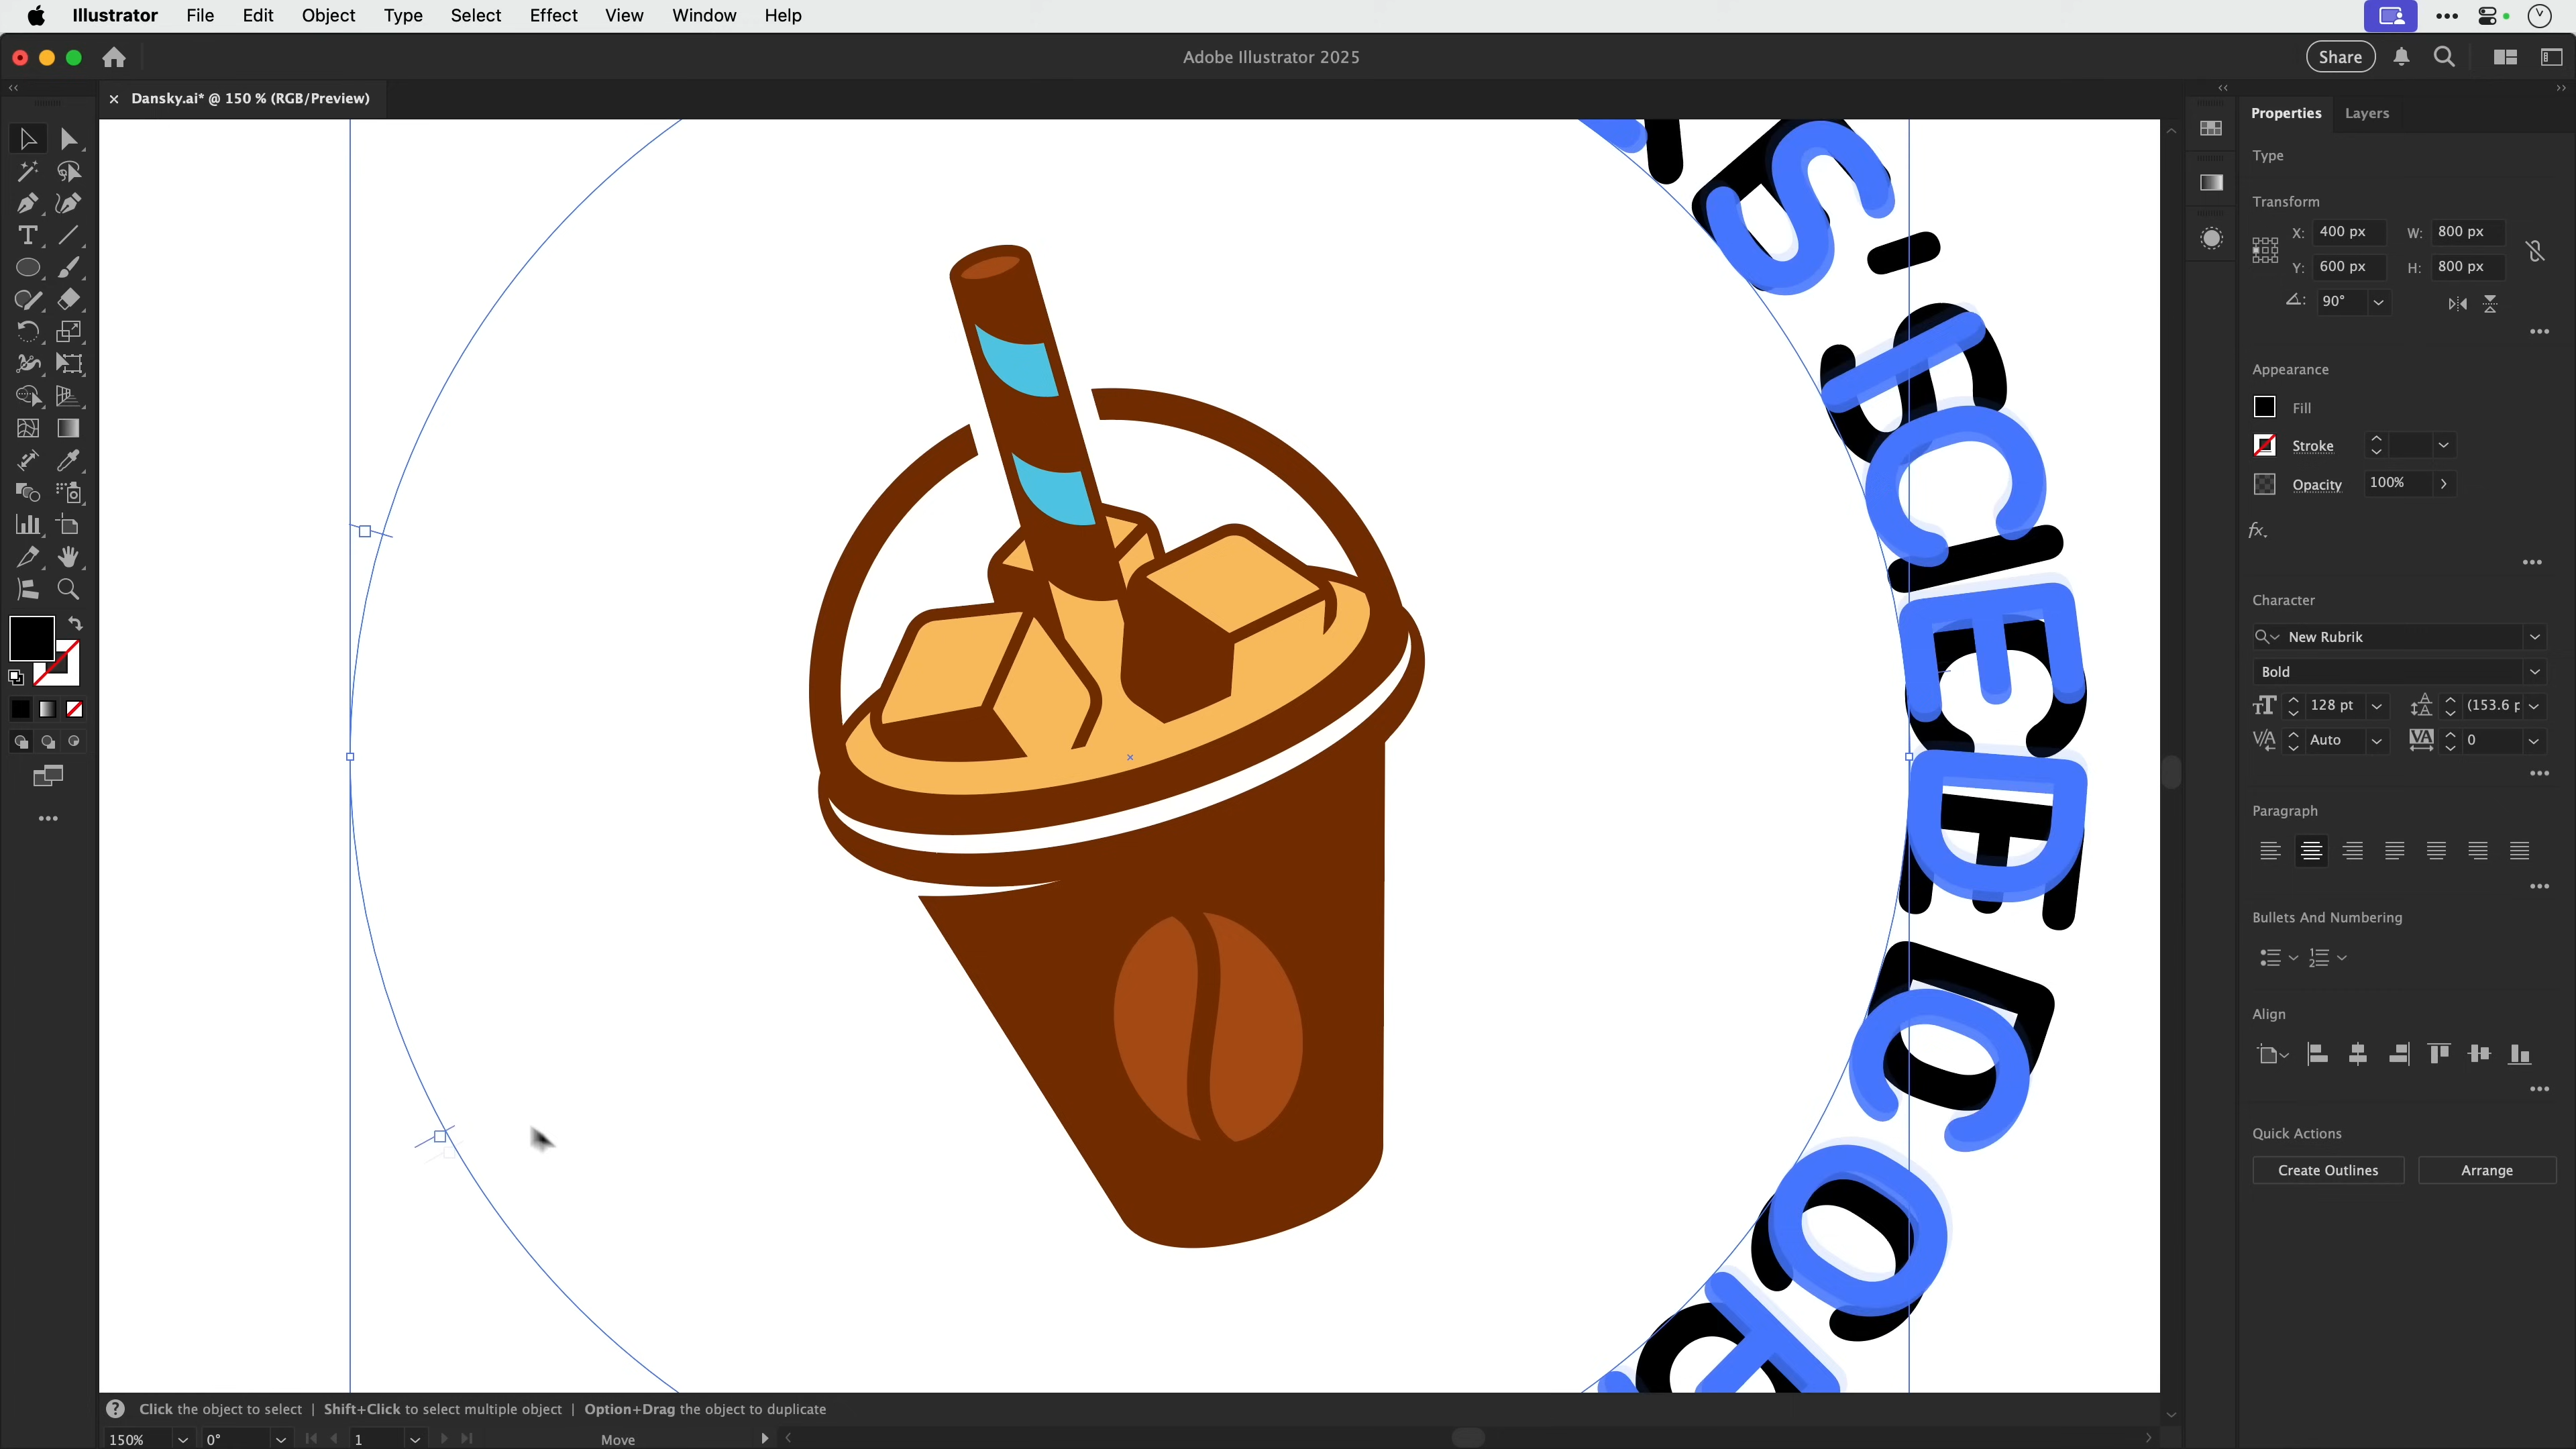 Illustrator File Edit Object Type Select Effect View Window Help
Adobe Illustrator 2025
Share
Dansky.ai* @ 150 % (RGB/Preview)
Properties Layers
Type
Transform
X: 400 px W: 800 px
Y: 600 px H: 800 px
90°
Appearance
Fill
Stroke
Opacity 100%
fx.
Character
New Rubrik
Bold
128 pt (153.6 p
Auto 0
Paragraph
Bullets And Numbering
Align
Quick Actions
Create Outlines Arrange
S ICED CO
Click the object to select | Shift+Click to select multiple object | Option+Drag the object to duplicate
150% 0° 1 Move